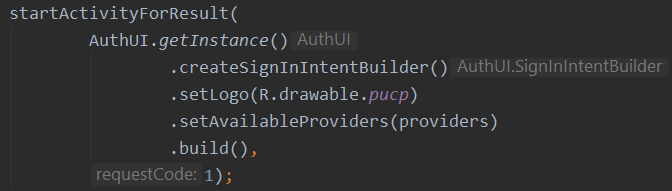 startActivityForResult(
AuthUI.getInstance() AuthUI
.createSignInIntentBuilder() AuthUI.SignInIntentBuilder
.setLogo(R.drawable.pucp)
.setAvailableProviders(providers)
.build(),
requestCode: 1);